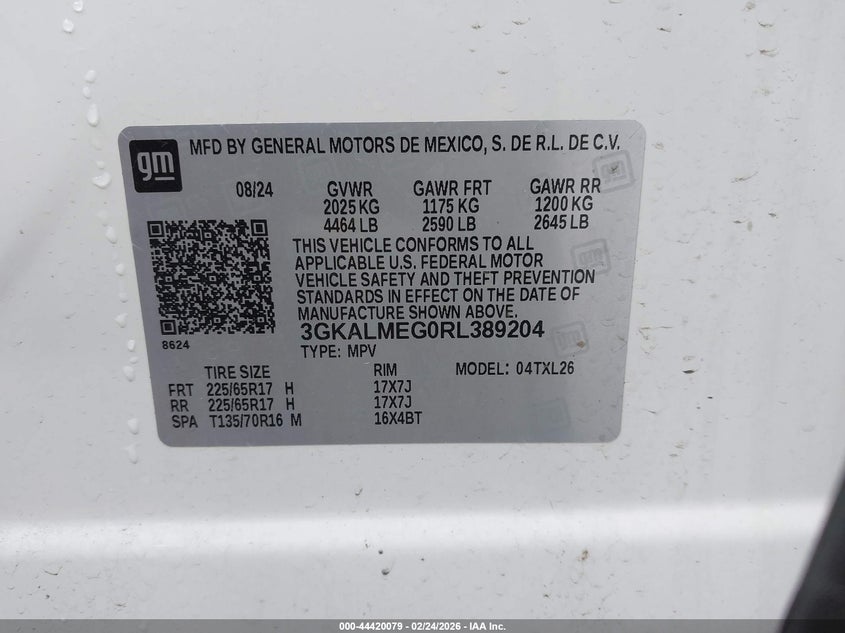 gm MFD BY GENERAL MOTORS DE MEXICO, S. DE R.L. DE C.V.
08/24 GVWR GAWR FRT GAWR RR
2025 KG 1175 KG 1200 KG
4464 LB 2590 LB 2645 LB
THIS VEHICLE CONFORMS TO ALL
APPLICABLE U.S. FEDERAL MOTOR
VEHICLE SAFETY AND THEFT PREVENTION
STANDARDS IN EFFECT ON THE DATE OF
MANUFACTURE SHOWN ABOVE.
3GKALMEG0RL389204
8624 TYPE: MPV
TIRE SIZE RIM MODEL: 04TXL26
FRT 225/65R17 H 17X7J
RR 225/65R17 H 17X7J
SPA T135/70R16 M 16X4BT
000-44420079 - 02/24/2026 - IAA Inc.